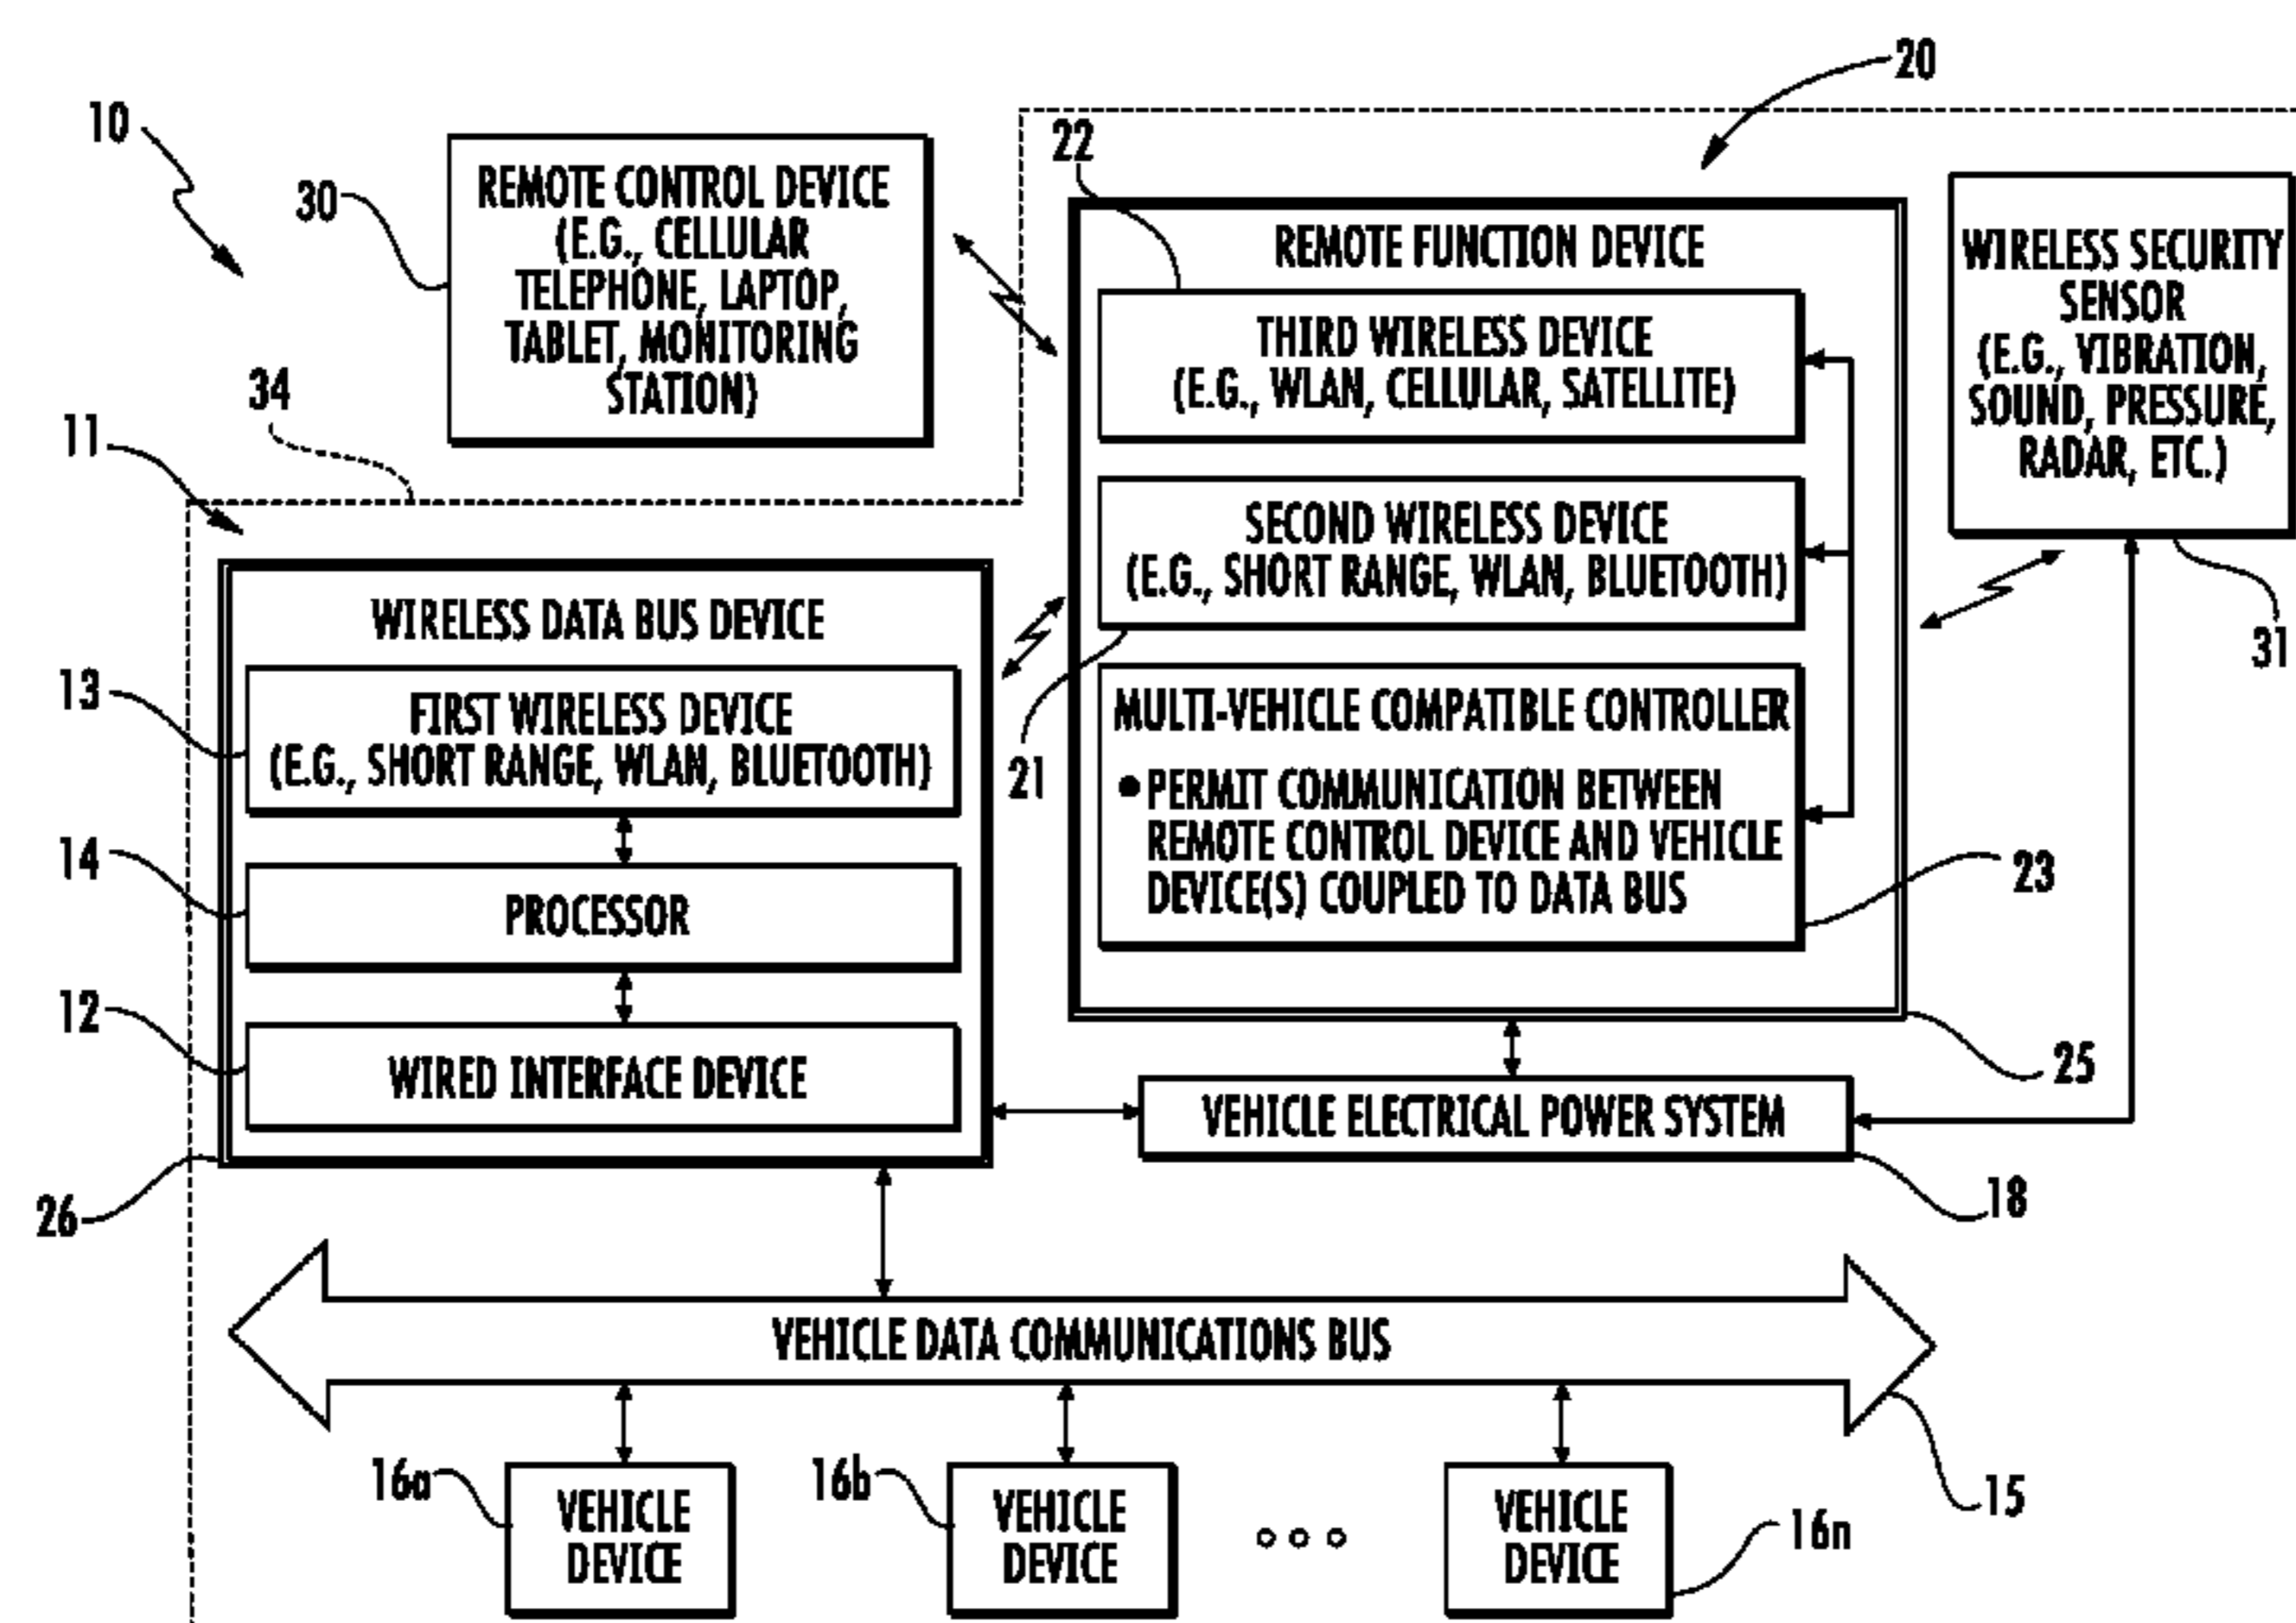 10
20
30
REMOTE CONTROL DEVICE
(E.G., CELLULAR
TELEPHONE, LAPTOP,
TABLET, MONITORING
STATION)
22
REMOTE FUNCTION DEVICE
THIRD WIRELESS DEVICE
(E.G., WLAN, CELLULAR, SATELLITE)
SECOND WIRELESS DEVICE
(E.G., SHORT RANGE, WLAN, BLUETOOTH)
21
MULTI-VEHICLE COMPATIBLE CONTROLLER
● PERMIT COMMUNICATION BETWEEN
REMOTE CONTROL DEVICE AND VEHICLE
DEVICE(S) COUPLED TO DATA BUS
23
25
WIRELESS SECURITY
SENSOR
(E.G., VIBRATION,
SOUND, PRESSURE,
RADAR, ETC.)
31
34
11
WIRELESS DATA BUS DEVICE
13
FIRST WIRELESS DEVICE
(E.G., SHORT RANGE, WLAN, BLUETOOTH)
14
PROCESSOR
12
WIRED INTERFACE DEVICE
26
VEHICLE ELECTRICAL POWER SYSTEM
18
VEHICLE DATA COMMUNICATIONS BUS
15
16a
VEHICLE
DEVICE
16b
VEHICLE
DEVICE
VEHICLE
DEVICE
16n